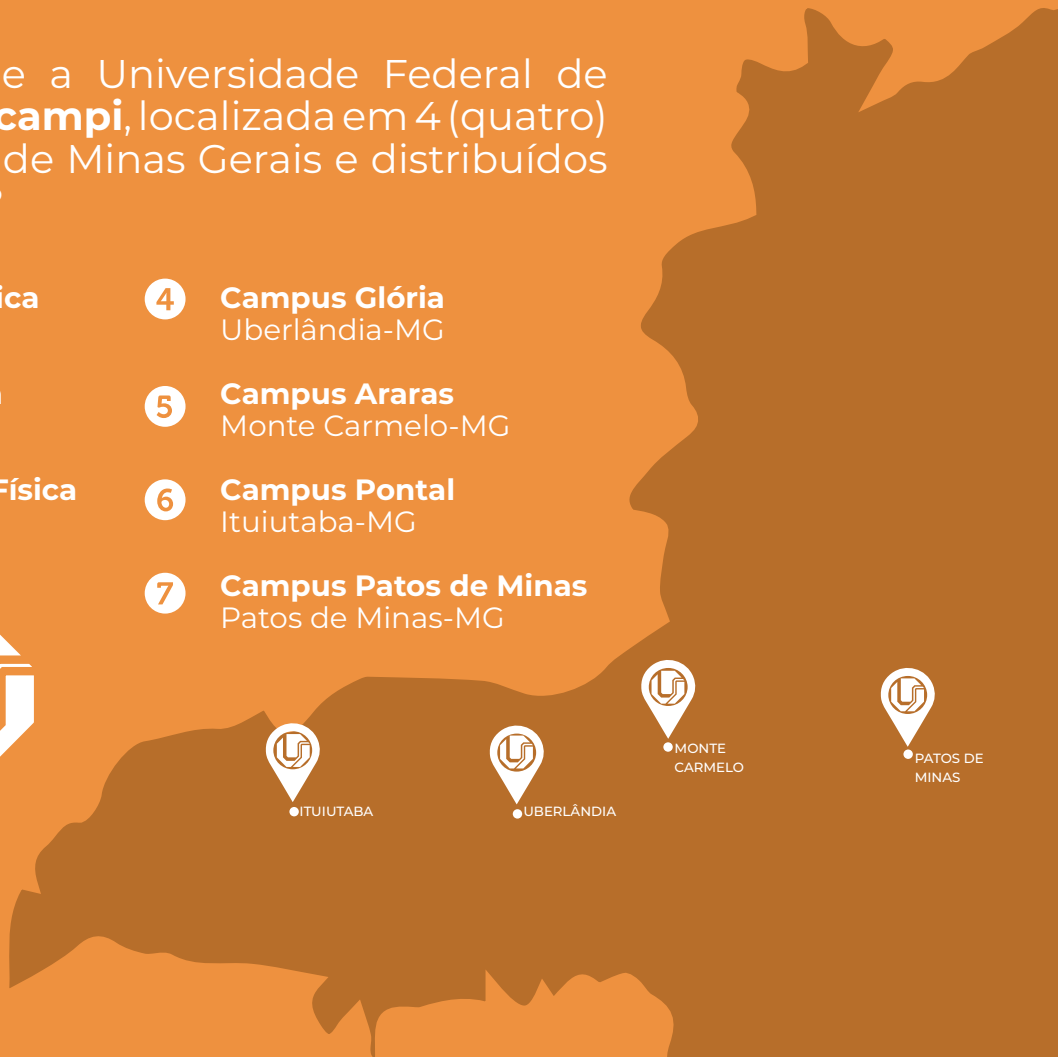 e a Universidade Federal de
campi, localizada em 4 (quatro)
de Minas Gerais e distribuídos
ica
4 Campus Glória
Uberlândia-MG
5 Campus Araras
Monte Carmelo-MG
Física
6 Campus Pontal
Ituiutaba-MG
7 Campus Patos de Minas
Patos de Minas-MG
MONTE
CARMELO
PATOS DE
MINAS
ITUIUTABA
UBERLÂNDIA